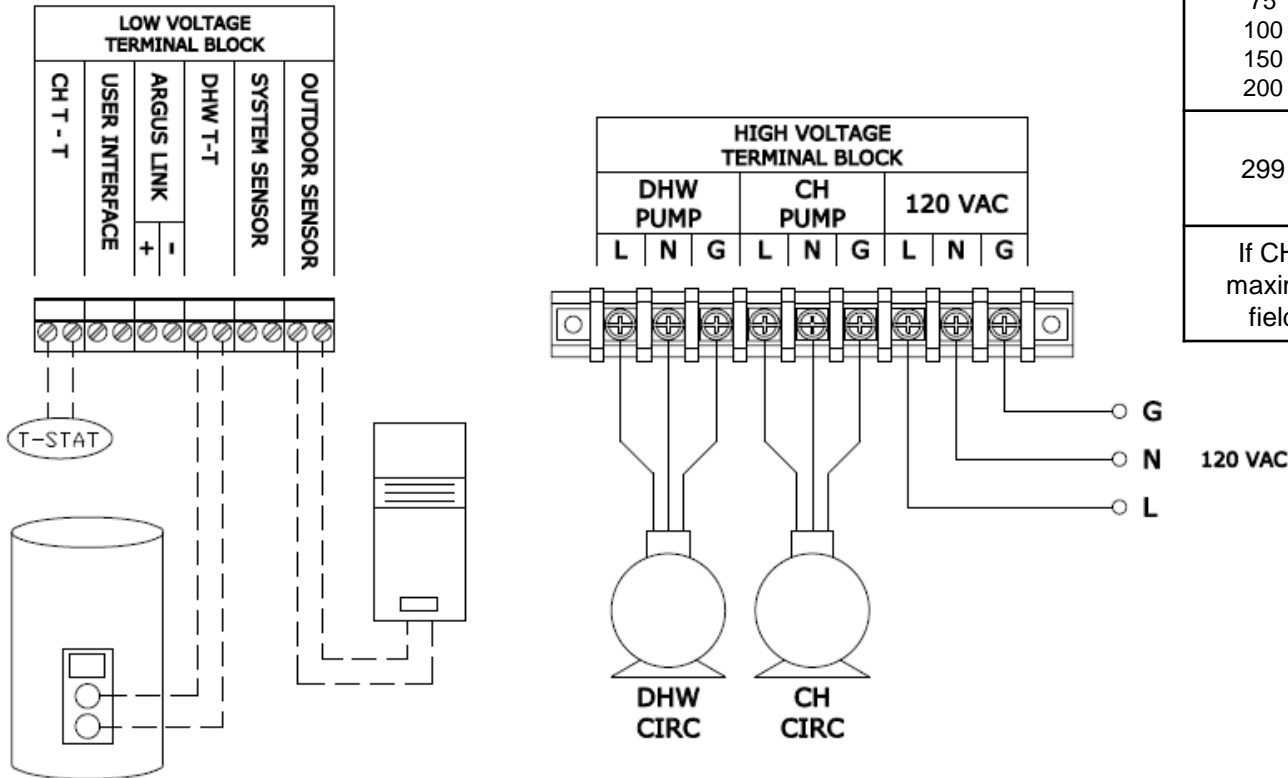 LOW VOLTAGE
TERMINAL BLOCK
CH T - T
USER INTERFACE
ARGUS LINK
+ -
DHW T-T
SYSTEM SENSOR
OUTDOOR SENSOR
T-STAT
HIGH VOLTAGE
TERMINAL BLOCK
DHW
PUMP
CH
PUMP
120 VAC
L N G L N G L N G
G
N 120 VAC
L
DHW
CIRC
CH
CIRC
75
100
150
200
299
If CH
field